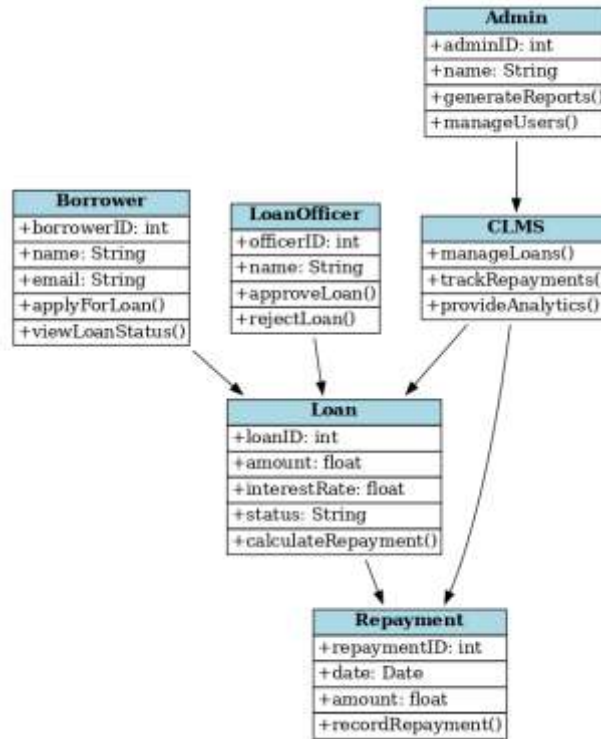 Admin
+adminID: int
+name: String
+generateReports()
+manageUsers()
Borrower
+borrowerID: int
+name: String
+email: String
+applyForLoan()
+viewLoanStatus()
LoanOfficer
+officerID: int
+name: String
+approveLoan()
+rejectLoan()
CLMS
+manageLoans()
+trackRepayments()
+provideAnalytics()
Loan
+loanID: int
+amount: float
+interestRate: float
+status: String
+calculateRepayment()
Repayment
+repaymentID: int
+date: Date
+amount: float
+recordRepayment()